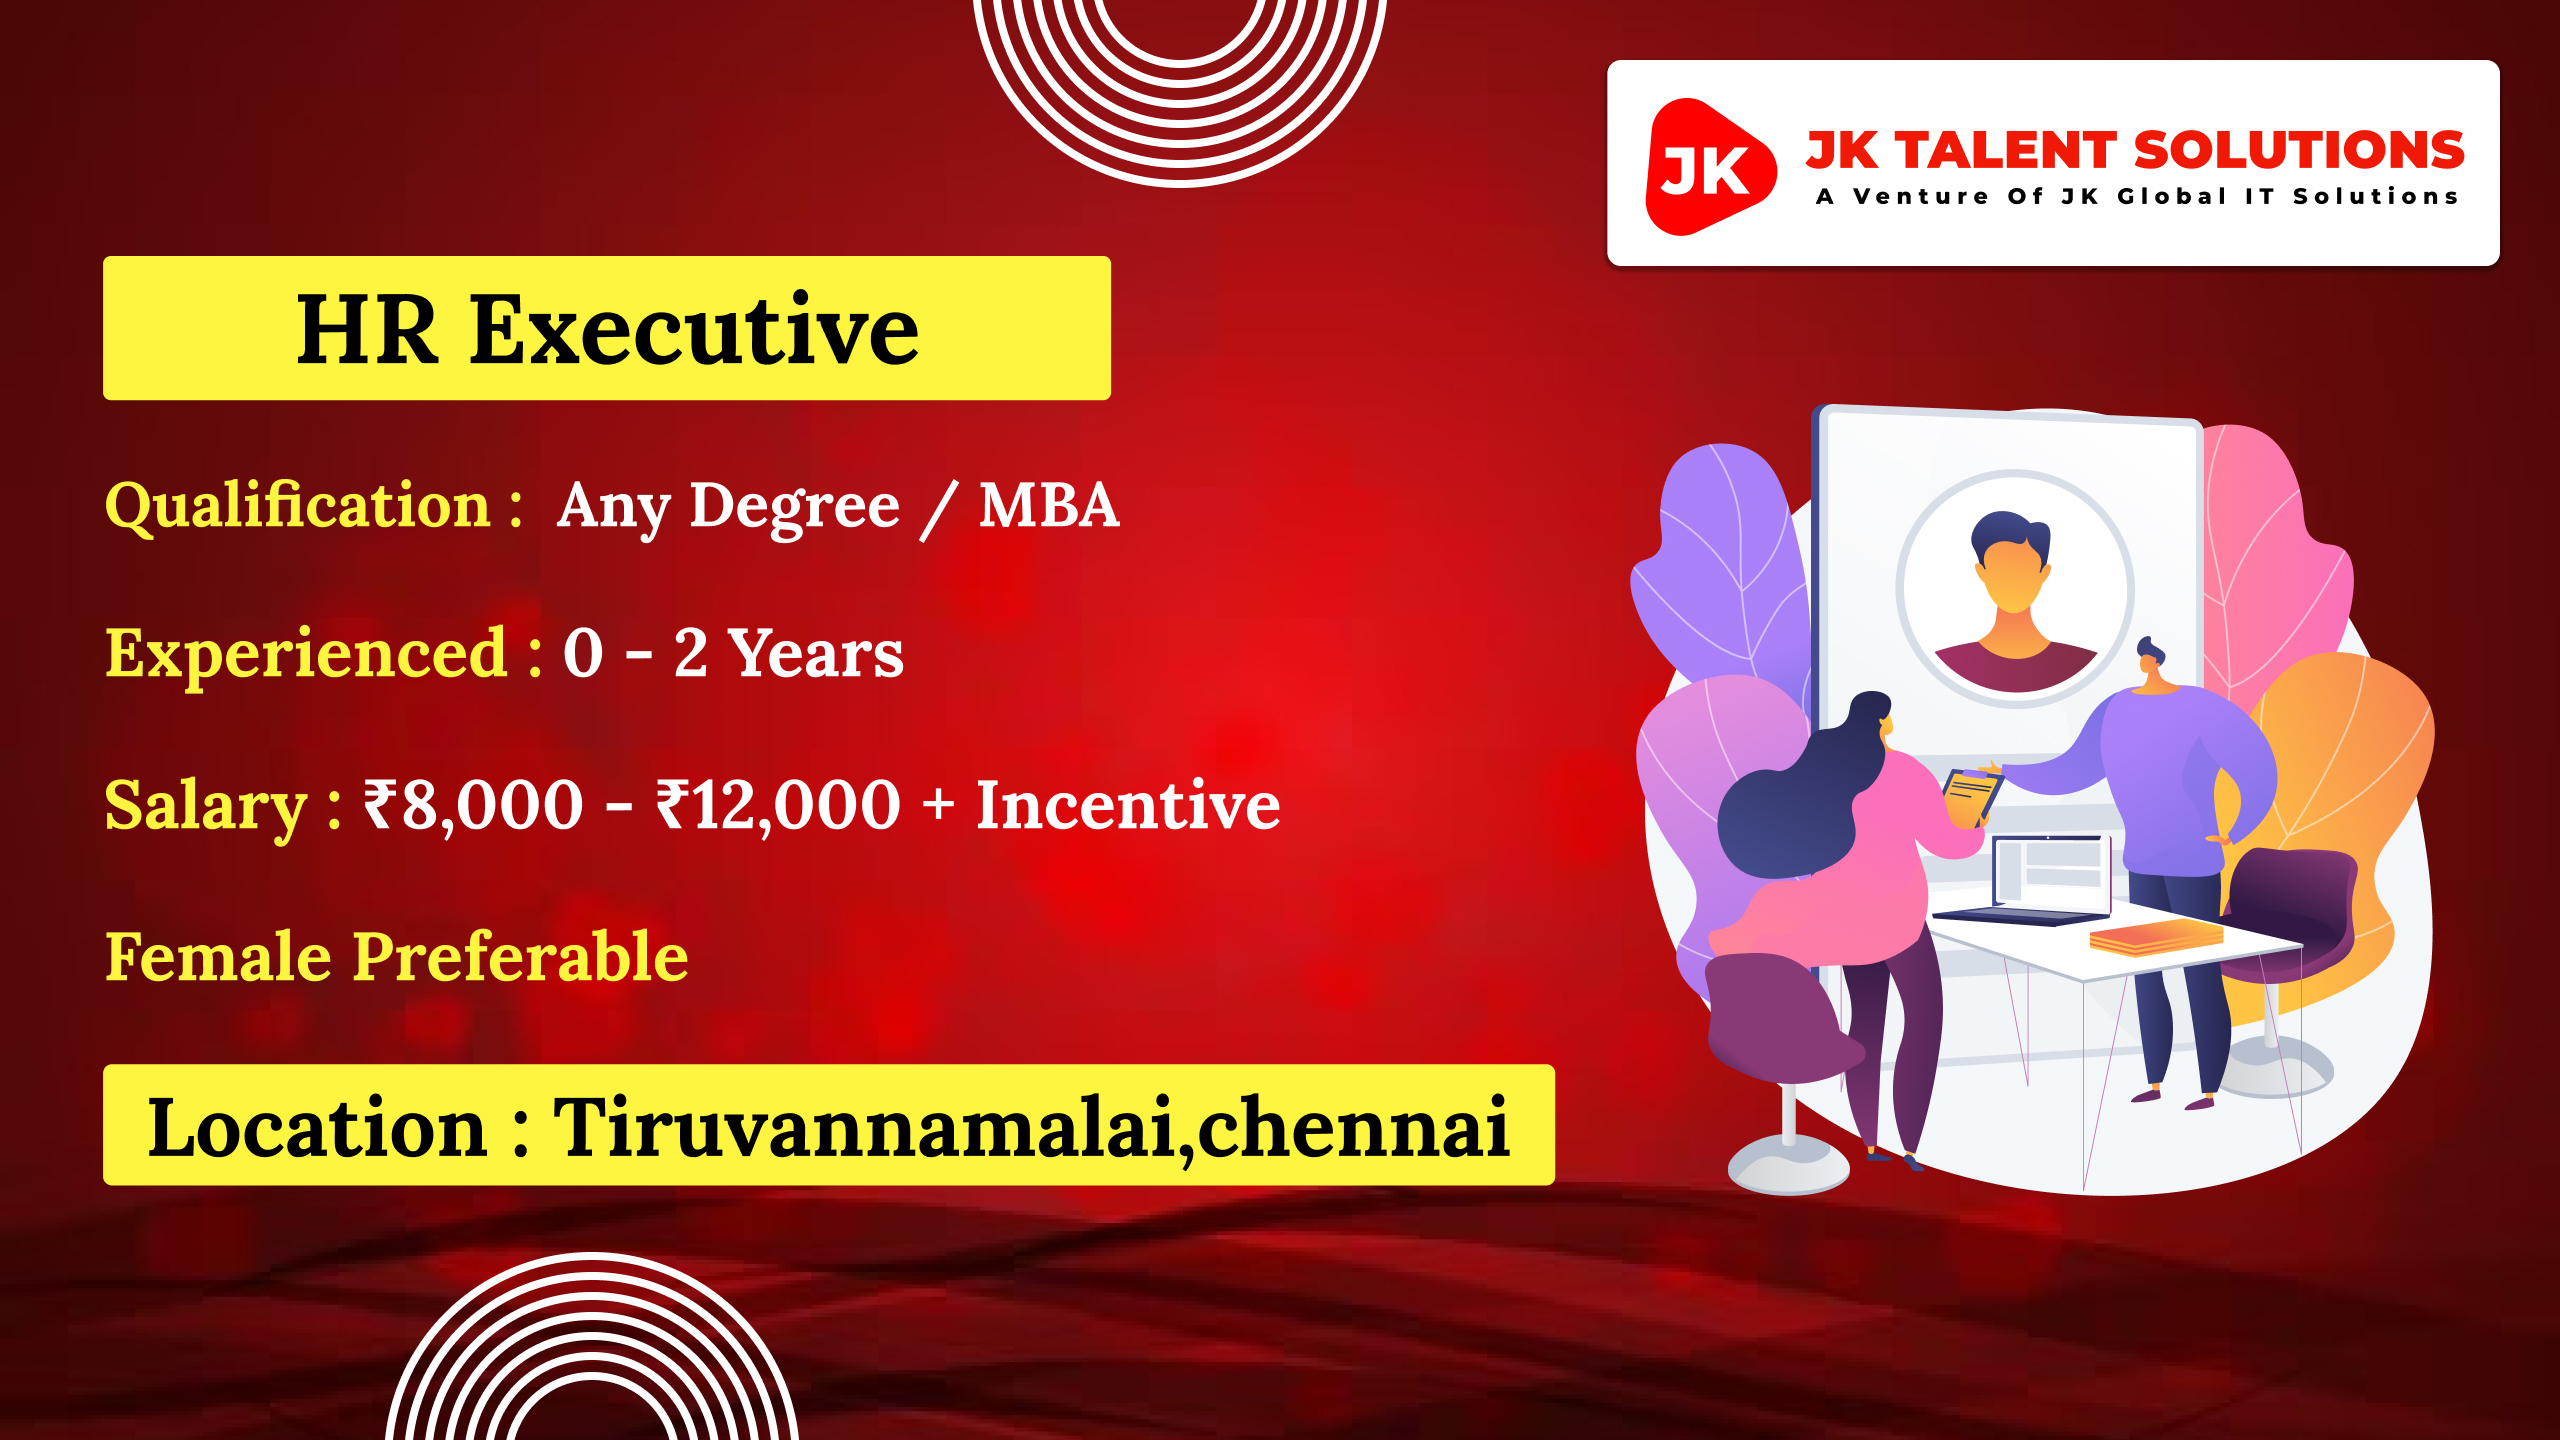 JK
JK TALENT SOLUTIONS
A Venture Of JK Global IT Solutions
HR Executive
Qualification : Any Degree / MBA
Experienced : 0 - 2 Years
Salary : ₹8,000 - ₹12,000 + Incentive
Female Preferable
Location : Tiruvannamalai,chennai